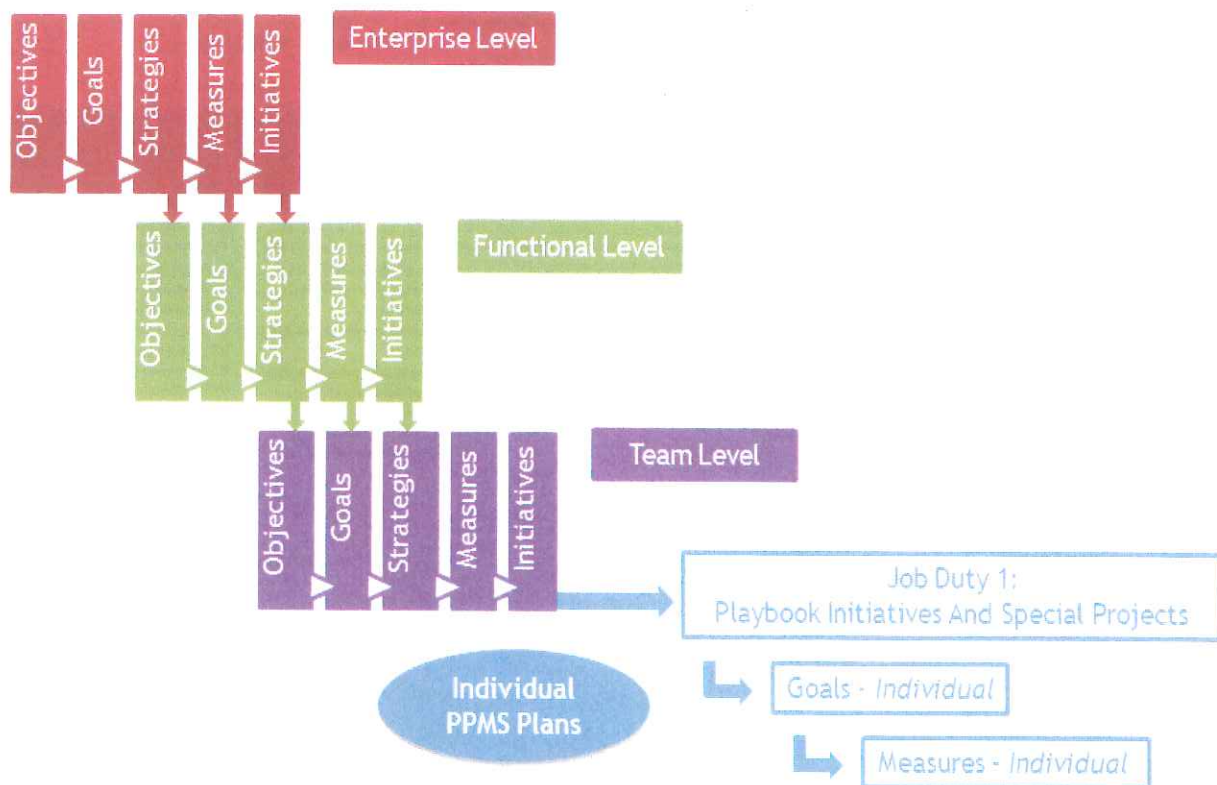 Objectives
Goals
Strategies
Measures
Initiatives
Enterprise Level
Objectives
Goals
Strategies
Measures
Initiatives
Functional Level
Objectives
Goals
Strategies
Measures
Initiatives
Team Level
Job Duty 1:
Playbook Initiatives And Special Projects
Individual
PPMS Plans
Goals - Individual
Measures - Individual